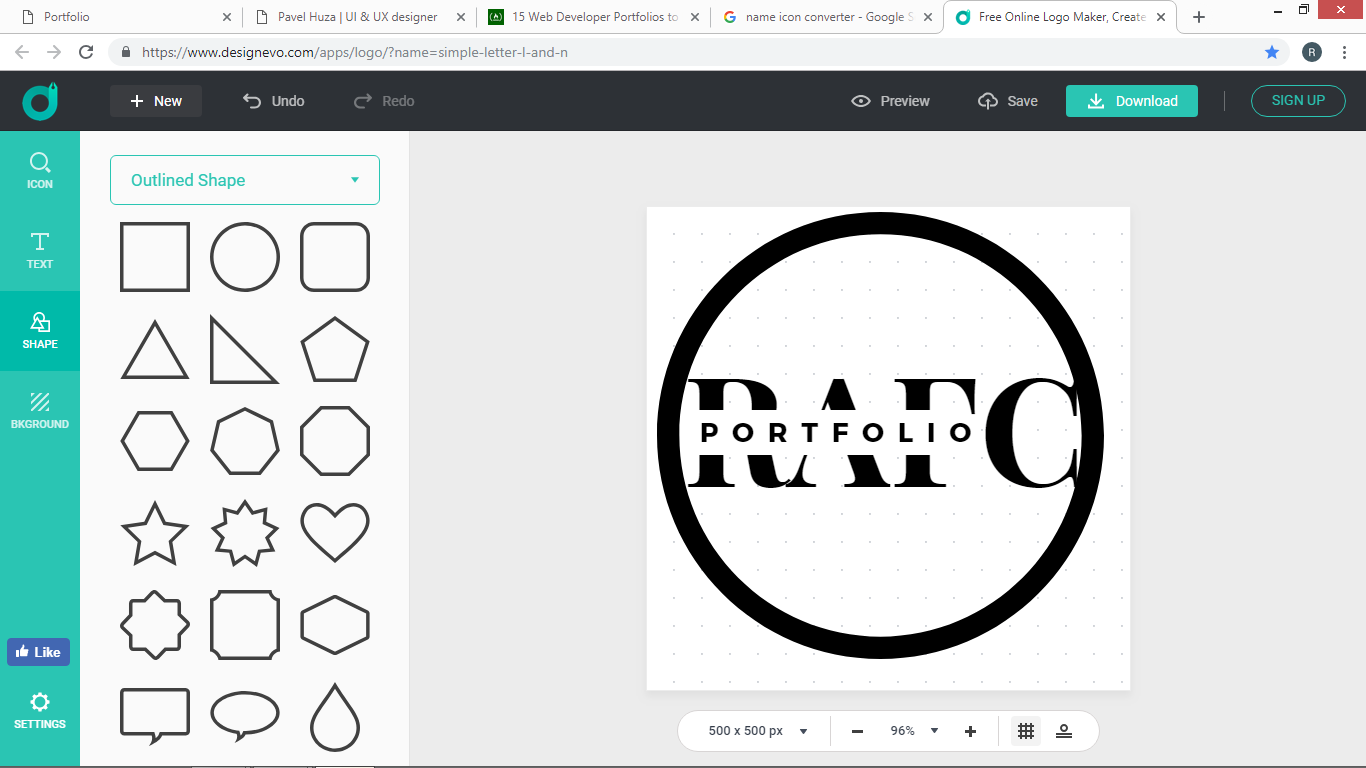 Portfolio
Pavel Huza | UI & UX designer
15 Web Developer Portfolios to
name icon converter - Google S
Free Online Logo Maker, Create
https://www.designevo.com/apps/logo/?name=simple-letter-l-and-n
R
New
Undo
Redo
Preview
Save
Download
SIGN UP
ICON
TEXT
SHAPE
BKGROUND
Like
SETTINGS
Outlined Shape
RAFC
PORTFOLIO
500 x 500 px
96%